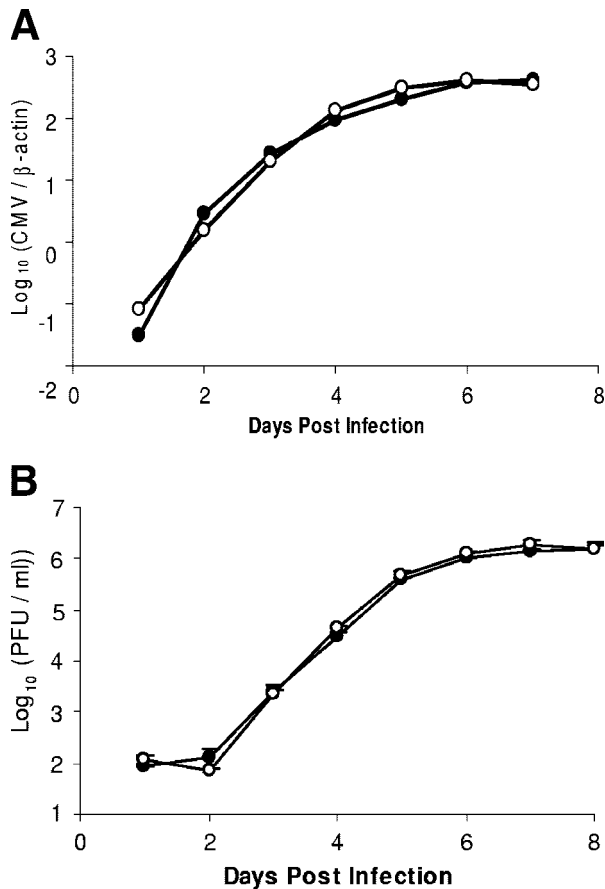 A
Log10 (CMV / β-actin)
3
2
1
0
-1
-2
0 2 4 6 8
Days Post Infection
B
Log10 (PFU / ml))
7
6
5
4
3
2
1
0 2 4 6 8
Days Post Infection